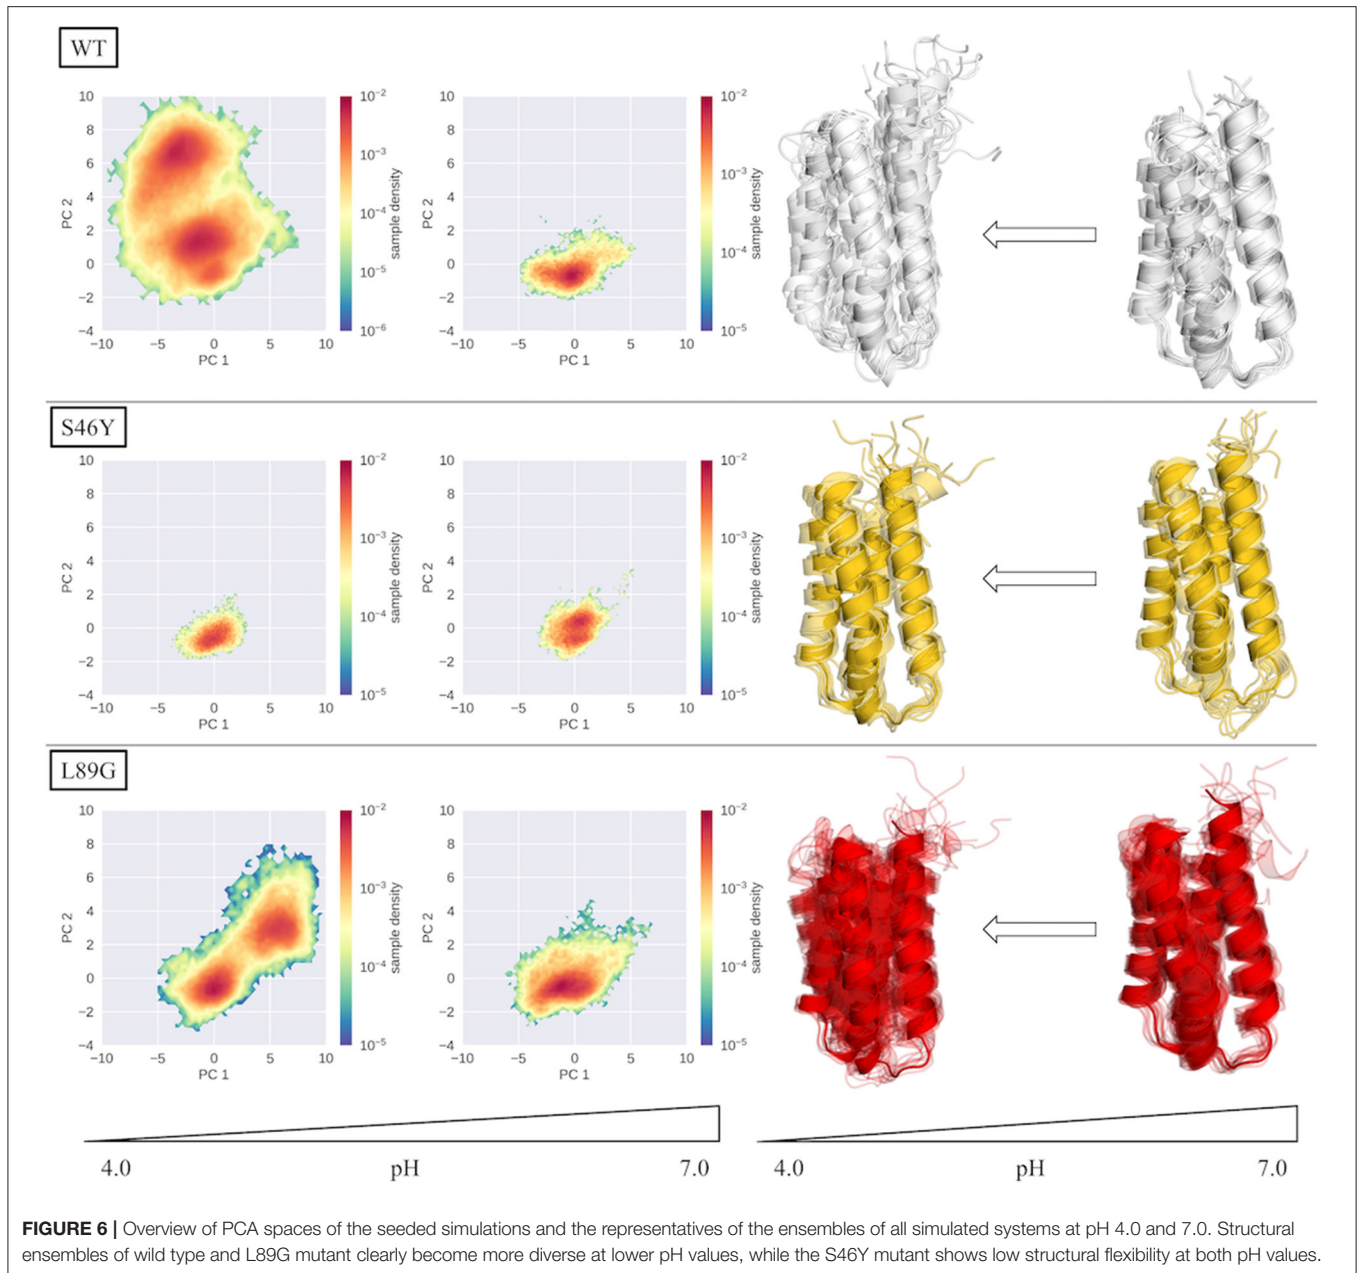 WT
10
8
6
4
2
0
−2
−4
PC 2
−10 −5 0 5 10
PC 1
10⁻²
10⁻³
10⁻⁴
10⁻⁵
10⁻⁶
sample density
10
8
6
4
2
0
−2
−4
PC 2
−10 −5 0 5 10
PC 1
10⁻²
10⁻³
10⁻⁴
10⁻⁵
sample density
S46Y
10
8
6
4
2
0
−2
−4
PC 2
−10 −5 0 5 10
PC 1
10⁻²
10⁻³
10⁻⁴
10⁻⁵
sample density
10
8
6
4
2
0
−2
−4
PC 2
−10 −5 0 5 10
PC 1
10⁻²
10⁻³
10⁻⁴
10⁻⁵
sample density
L89G
10
8
6
4
2
0
−2
−4
PC 2
−10 −5 0 5 10
PC 1
10⁻²
10⁻³
10⁻⁴
10⁻⁵
sample density
10
8
6
4
2
0
−2
−4
PC 2
−10 −5 0 5 10
PC 1
10⁻²
10⁻³
10⁻⁴
10⁻⁵
sample density
4.0 pH 7.0
4.0 pH 7.0
FIGURE 6 | Overview of PCA spaces of the seeded simulations and the representatives of the ensembles of all simulated systems at pH 4.0 and 7.0. Structural
ensembles of wild type and L89G mutant clearly become more diverse at lower pH values, while the S46Y mutant shows low structural flexibility at both pH values.